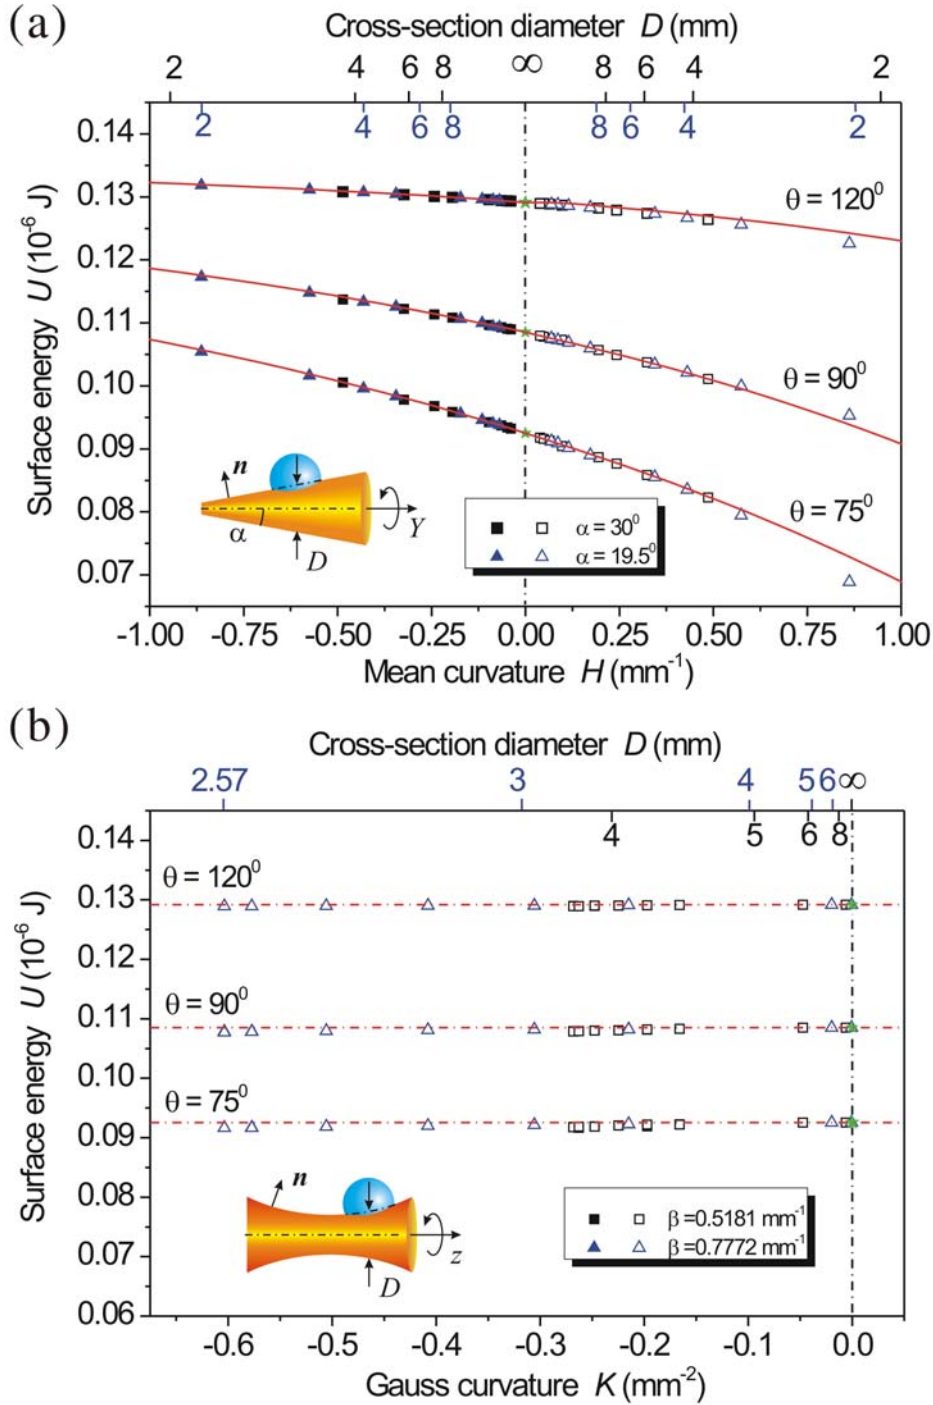 (a)
Cross-section diameter D (mm)
2 4 6 8 ∞ 8 6 4 2
2 4 6 8 8 6 4 2
0.14
0.13
0.12
0.11
0.10
0.09
0.08
0.07
Surface energy U (10⁻⁶ J)
θ = 120⁰
θ = 90⁰
θ = 75⁰
n
α
D
Y
α = 30⁰
α = 19.5⁰
-1.00 -0.75 -0.50 -0.25 0.00 0.25 0.50 0.75 1.00
Mean curvature H (mm⁻¹)
(b)
Cross-section diameter D (mm)
2.57 3 4 5 6 ∞
4 5 6 8
0.14
0.13
0.12
0.11
0.10
0.09
0.08
0.07
0.06
Surface energy U (10⁻⁶ J)
θ = 120⁰
θ = 90⁰
θ = 75⁰
n
z
D
β=0.5181 mm⁻¹
β=0.7772 mm⁻¹
-0.6 -0.5 -0.4 -0.3 -0.2 -0.1 0.0
Gauss curvature K (mm⁻²)